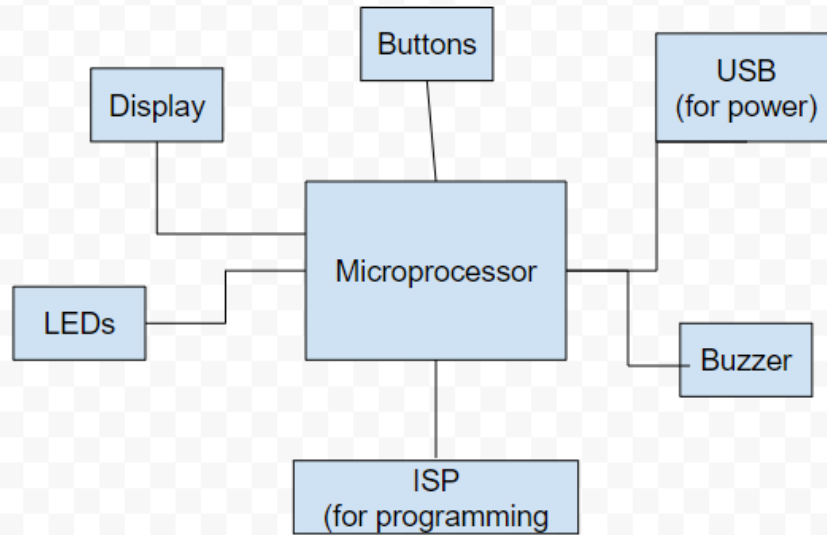 Buttons
USB
(for power)
Display
Microprocessor
LEDs
Buzzer
ISP
(for programming